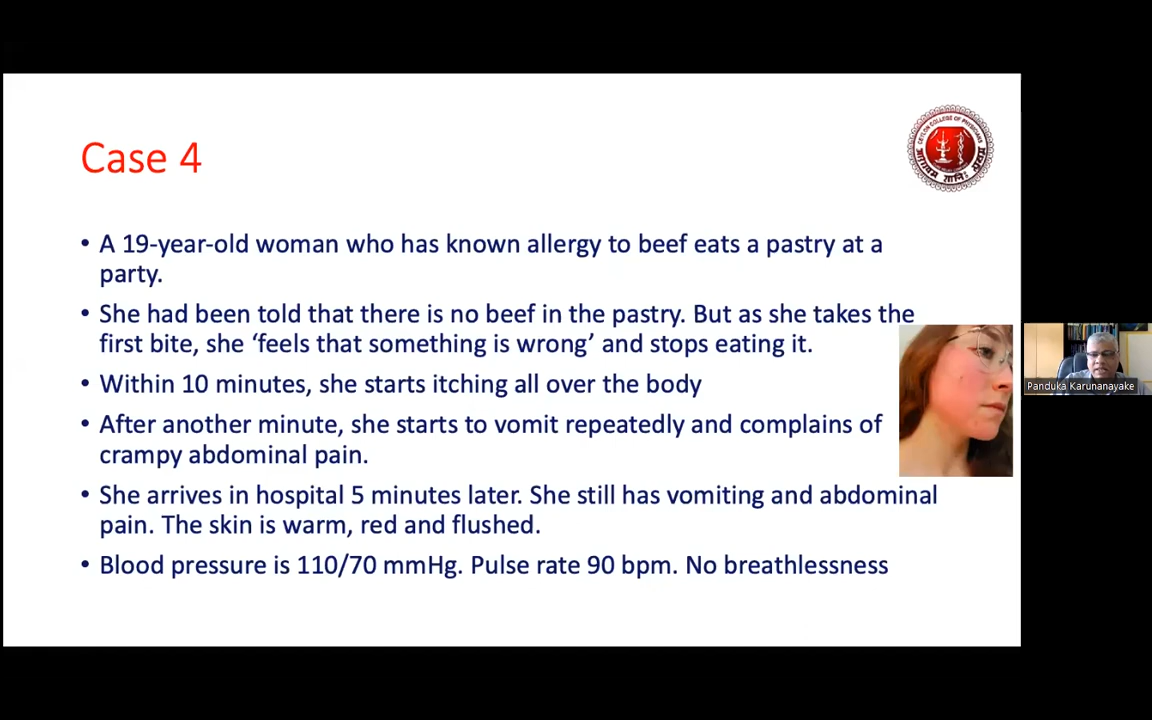 CEYLON COLLEGE OF PHYSICIANS
Case 4
• A 19-year-old woman who has known allergy to beef eats a pastry at a
party.
• She had been told that there is no beef in the pastry. But as she takes the
first bite, she ‘feels that something is wrong’ and stops eating it.
• Within 10 minutes, she starts itching all over the body
• After another minute, she starts to vomit repeatedly and complains of
crampy abdominal pain.
• She arrives in hospital 5 minutes later. She still has vomiting and abdominal
pain. The skin is warm, red and flushed.
• Blood pressure is 110/70 mmHg. Pulse rate 90 bpm. No breathlessness
Panduka Karunanayake